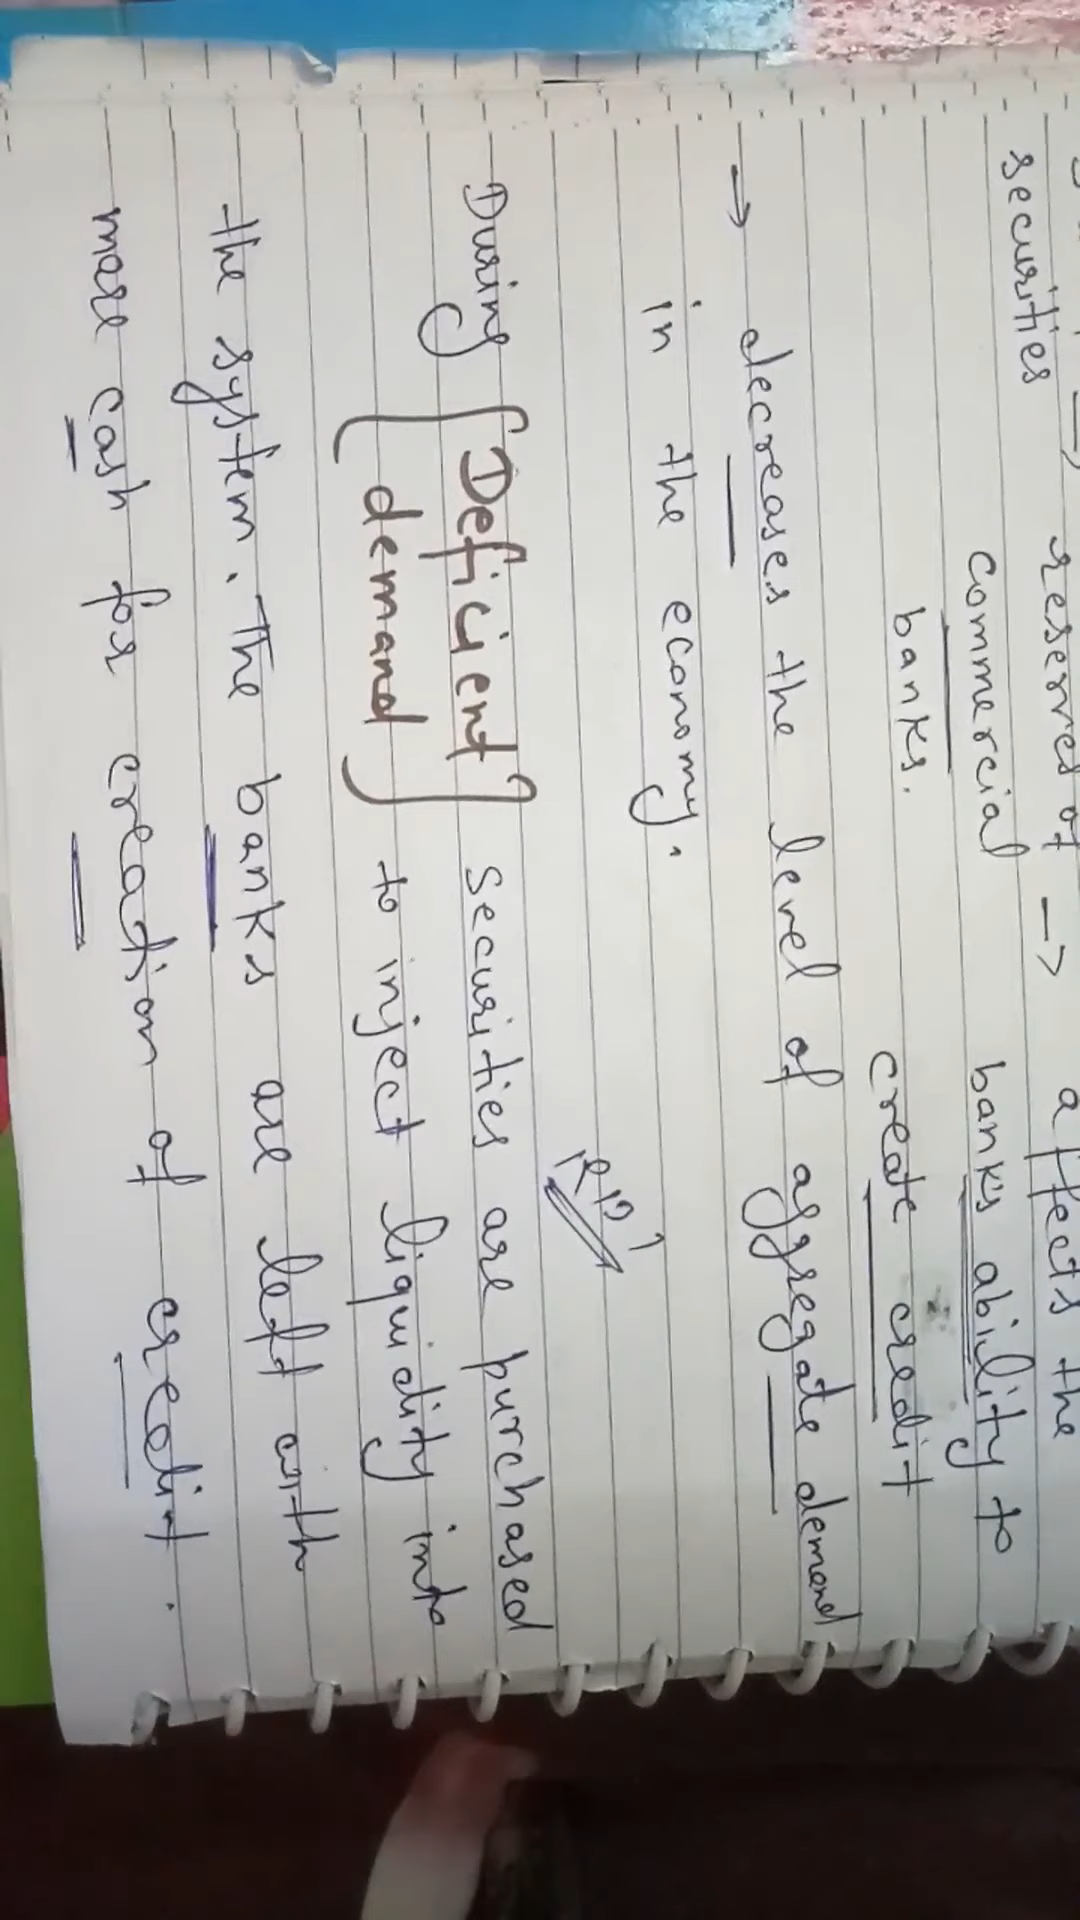 securities → reserves of → affects the
commercial banks ability to
banks. create credit
→ decreases the level of aggregate demand
in the economy.
During [Deficient Securities are purchased
demand] to inject liquidity into
the system. The banks are left with
more cash for creation of credit.